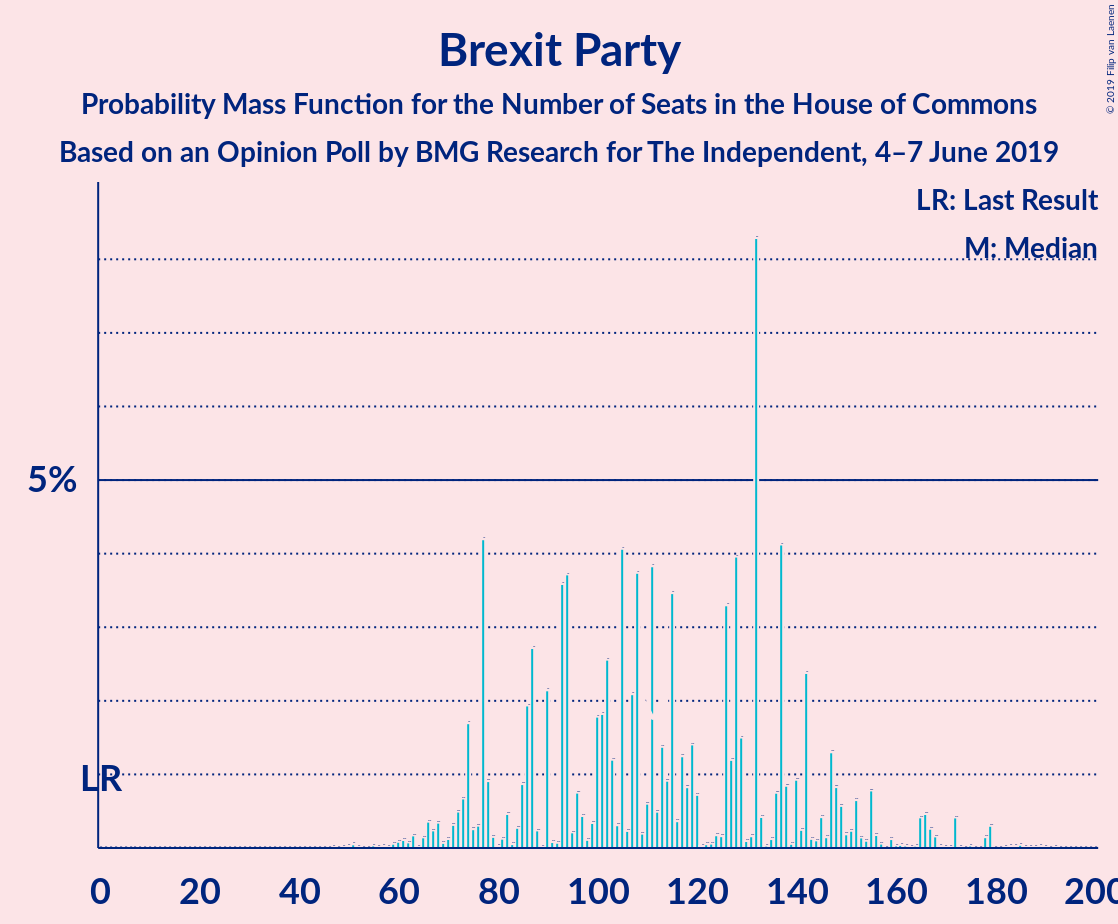 Brexit Party
Probability Mass Function for the Number of Seats in the House of Commons
Based on an Opinion Poll by BMG Research for The Independent, 4–7 June 2019
© 2019 Filip van Laenen
LR: Last Result
M: Median
5%
LR
0 20 40 60 80 100 120 140 160 180 200